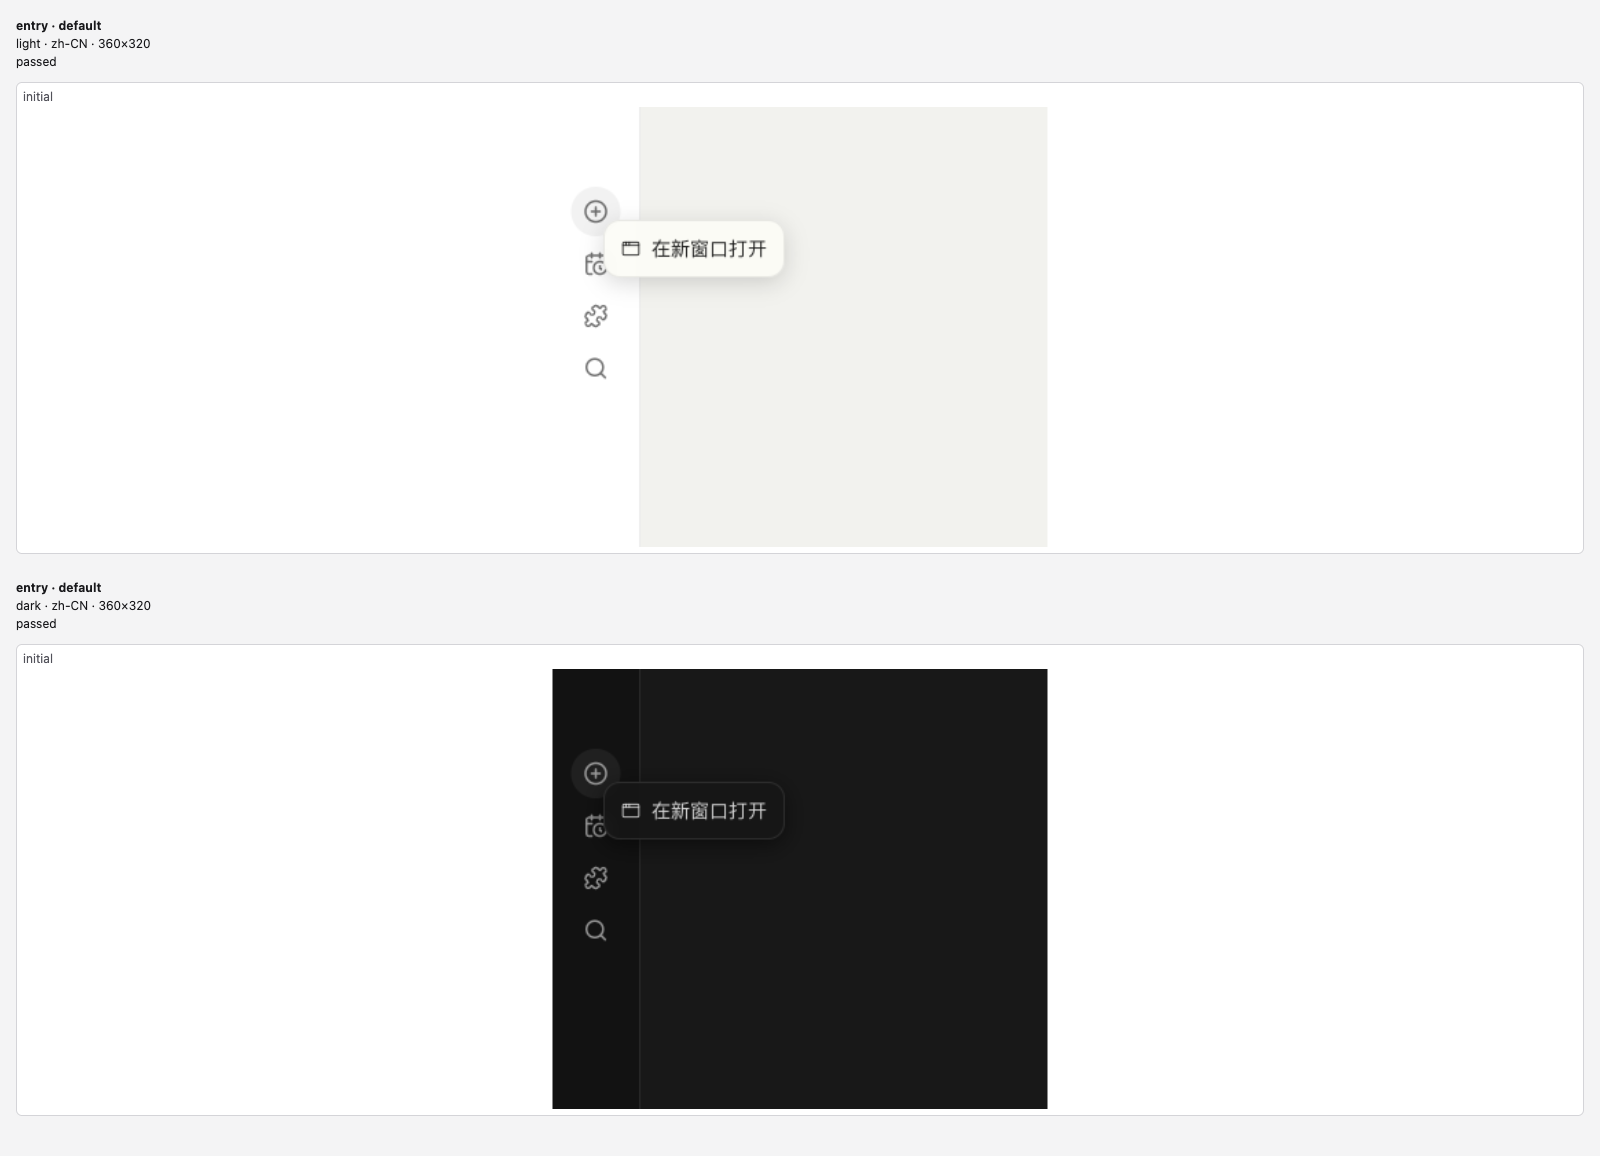 entry · default
light · zh-CN · 360×320
passed
initial
在新窗口打开
entry · default
dark · zh-CN · 360×320
passed
initial
在新窗口打开